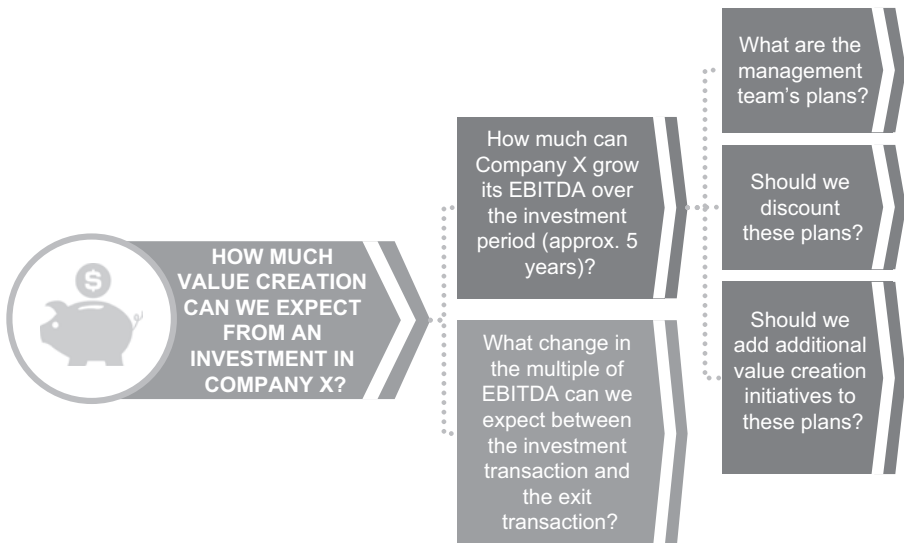 HOW MUCH
VALUE CREATION
CAN WE EXPECT
FROM AN
INVESTMENT IN
COMPANY X?
How much can
Company X grow
its EBITDA over
the investment
period (approx. 5
years)?
What change in
the multiple of
EBITDA can we
expect between
the investment
transaction and
the exit
transaction?
What are the
management
team’s plans?
Should we
discount
these plans?
Should we
add additional
value creation
initiatives to
these plans?
$